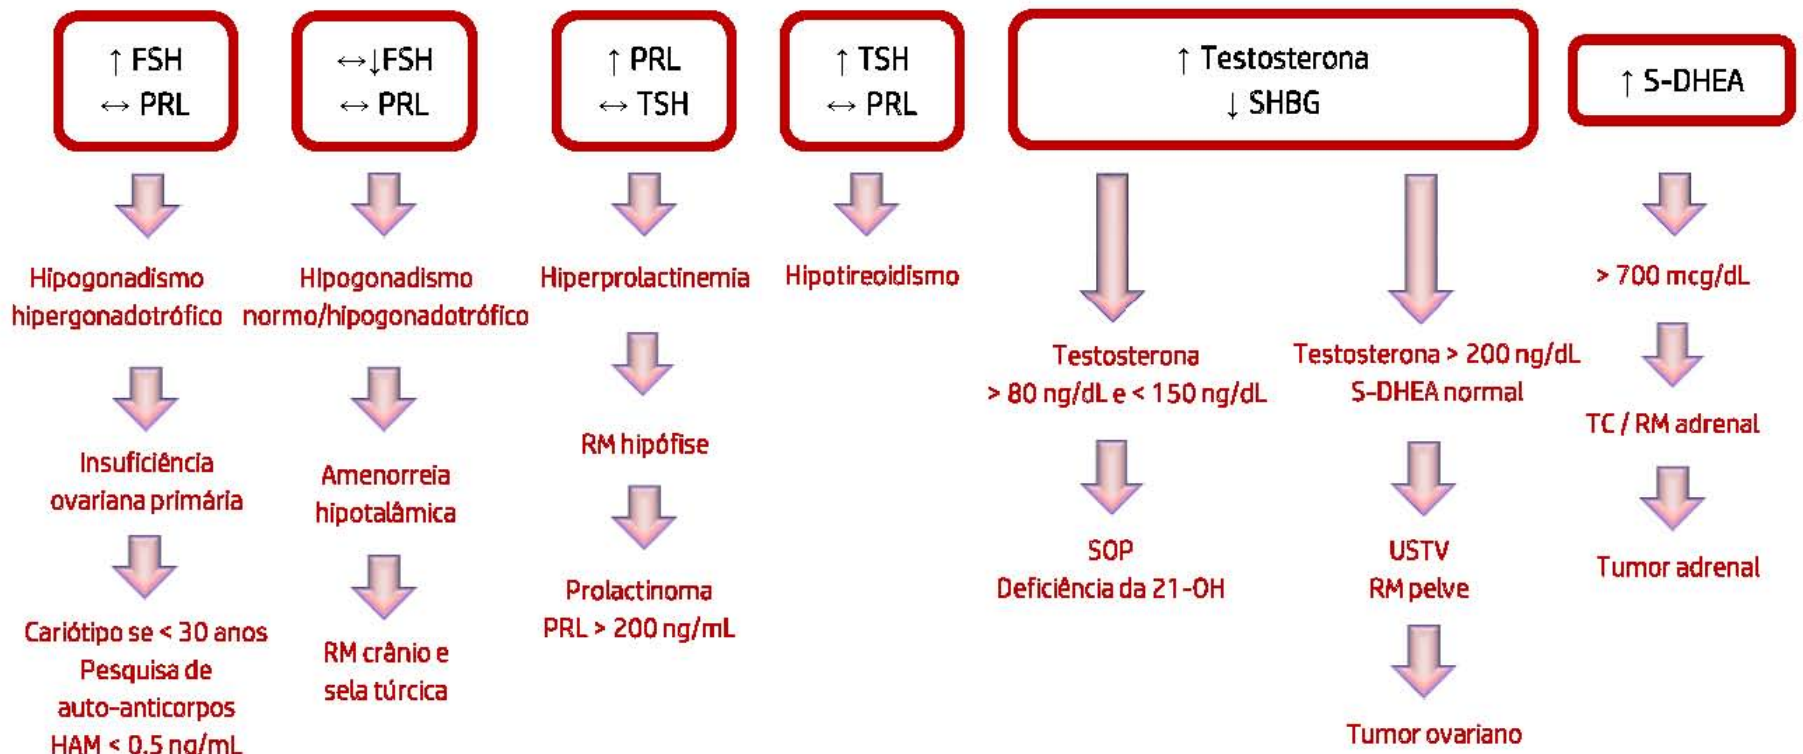 ↑ FSH
↔ PRL
Hipogonadismo
hipergonadotrófico
Insuficiência
ovariana primária
Cariótipo se < 30 anos
Pesquisa de
auto-anticorpos
HAM < 0.5 ng/mL
↔↓FSH
↔ PRL
Hipogonadismo
normo/hipogonadotrófico
Amenorreia
hipotalâmica
RM crânio e
sela túrcica
↑ PRL
↔ TSH
Hiperprolactinemia
RM hipófise
Prolactinoma
PRL > 200 ng/mL
↑ TSH
↔ PRL
Hipotireoidismo
↑ Testosterona
↓ SHBG
Testosterona
> 80 ng/dL e < 150 ng/dL
SOP
Deficiência da 21-OH
Testosterona > 200 ng/dL
S-DHEA normal
USTV
RM pelve
Tumor ovariano
↑ S-DHEA
> 700 mcg/dL
TC / RM adrenal
Tumor adrenal